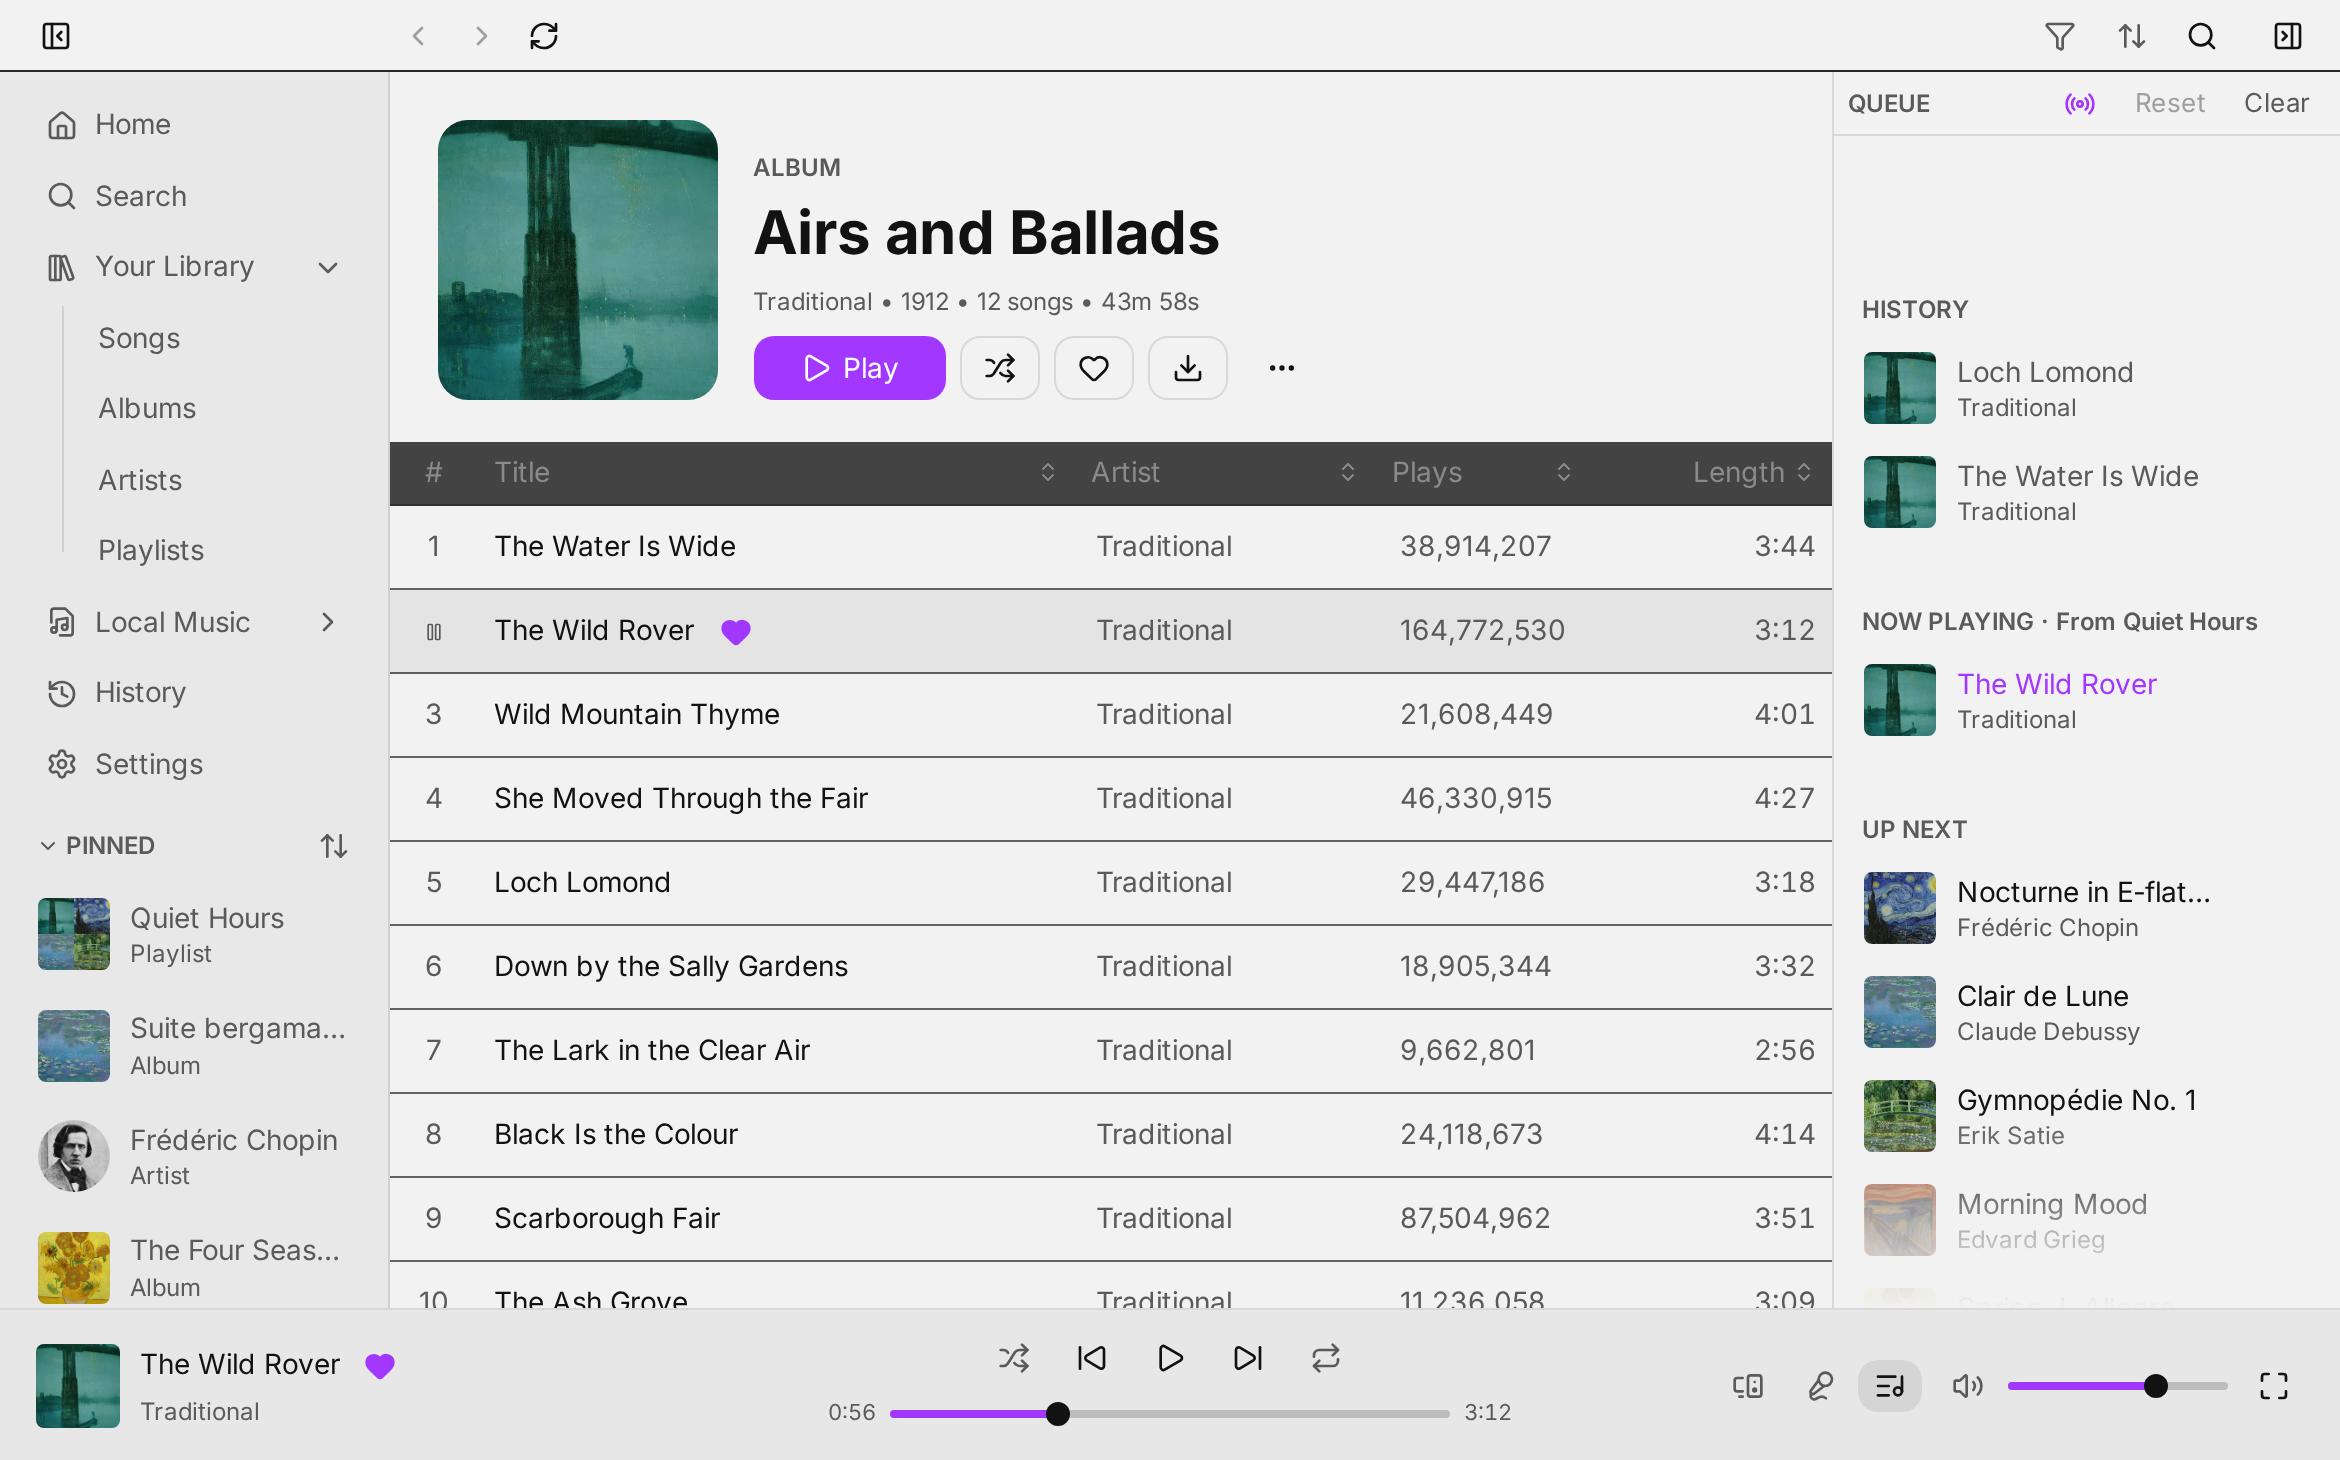 Home
Search
Your Library
Songs
Albums
Artists
Playlists
Local Music
History
Settings
PINNED
Quiet Hours
Playlist
Suite bergama...
Album
Frédéric Chopin
Artist
The Four Seas...
Album
ALBUM
Airs and Ballads
Traditional • 1912 • 12 songs • 43m 58s
Play
# Title Artist Plays Length
1 The Water Is Wide Traditional 38,914,207 3:44
The Wild Rover Traditional 164,772,530 3:12
3 Wild Mountain Thyme Traditional 21,608,449 4:01
4 She Moved Through the Fair Traditional 46,330,915 4:27
5 Loch Lomond Traditional 29,447,186 3:18
6 Down by the Sally Gardens Traditional 18,905,344 3:32
7 The Lark in the Clear Air Traditional 9,662,801 2:56
8 Black Is the Colour Traditional 24,118,673 4:14
9 Scarborough Fair Traditional 87,504,962 3:51
10 The Ash Grove Traditional 11,236,058 3:09
QUEUE Reset Clear
HISTORY
Loch Lomond
Traditional
The Water Is Wide
Traditional
NOW PLAYING · From Quiet Hours
The Wild Rover
Traditional
UP NEXT
Nocturne in E-flat...
Frédéric Chopin
Clair de Lune
Claude Debussy
Gymnopédie No. 1
Erik Satie
Morning Mood
Edvard Grieg
The Wild Rover
Traditional
0:56 3:12